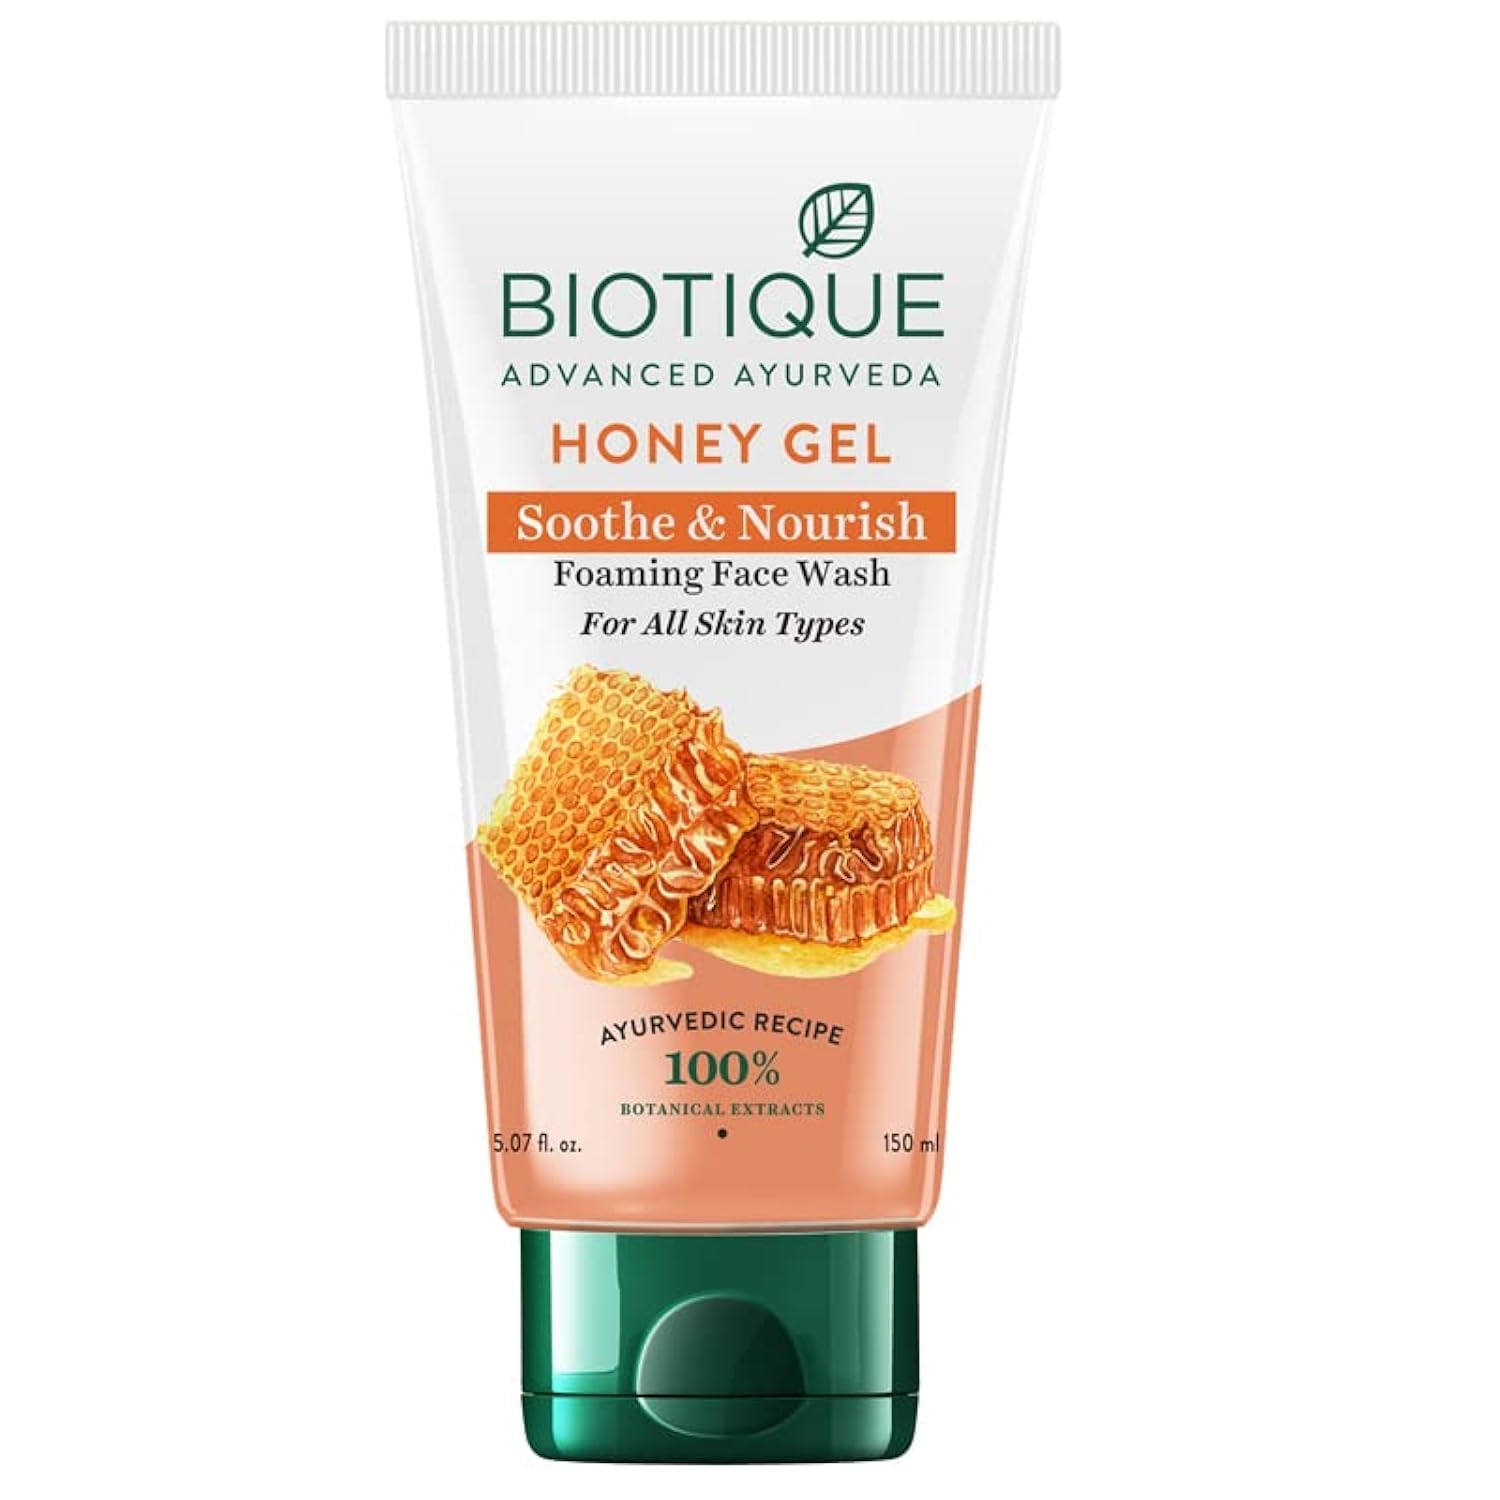 BIOTIQUE
ADVANCED AYURVEDA
HONEY GEL
Soothe & Nourish
Foaming Face Wash
For All Skin Types
AYURVEDIC RECIPE
100%
BOTANICAL EXTRACTS
5.07 fl. oz. 150 ml